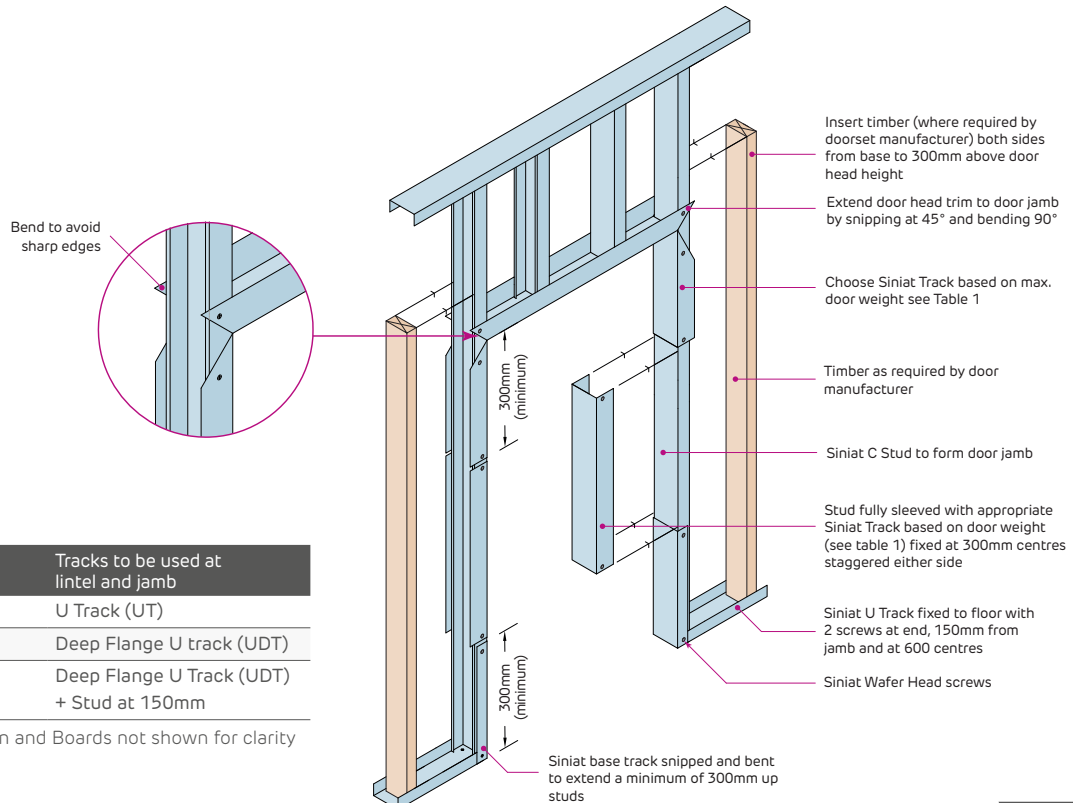 Insert timber (where required by
doorset manufacturer) both sides
from base to 300mm above door
head height
Extend door head trim to door jamb
by snipping at 45° and bending 90°
Bend to avoid
sharp edges
Choose Siniat Track based on max.
door weight see Table 1
300mm
(minimum)
Timber as required by door
manufacturer
Siniat C Stud to form door jamb
Stud fully sleeved with appropriate
Siniat Track based on door weight
(see table 1) fixed at 300mm centres
staggered either side
Tracks to be used at
lintel and jamb
U Track (UT)
Deep Flange U track (UDT)
Deep Flange U Track (UDT)
+ Stud at 150mm
and Boards not shown for clarity
300mm
(minimum)
Siniat U Track fixed to floor with
2 screws at end, 150mm from
jamb and at 600 centres
Siniat Wafer Head screws
Siniat base track snipped and bent
to extend a minimum of 300mm up
studs